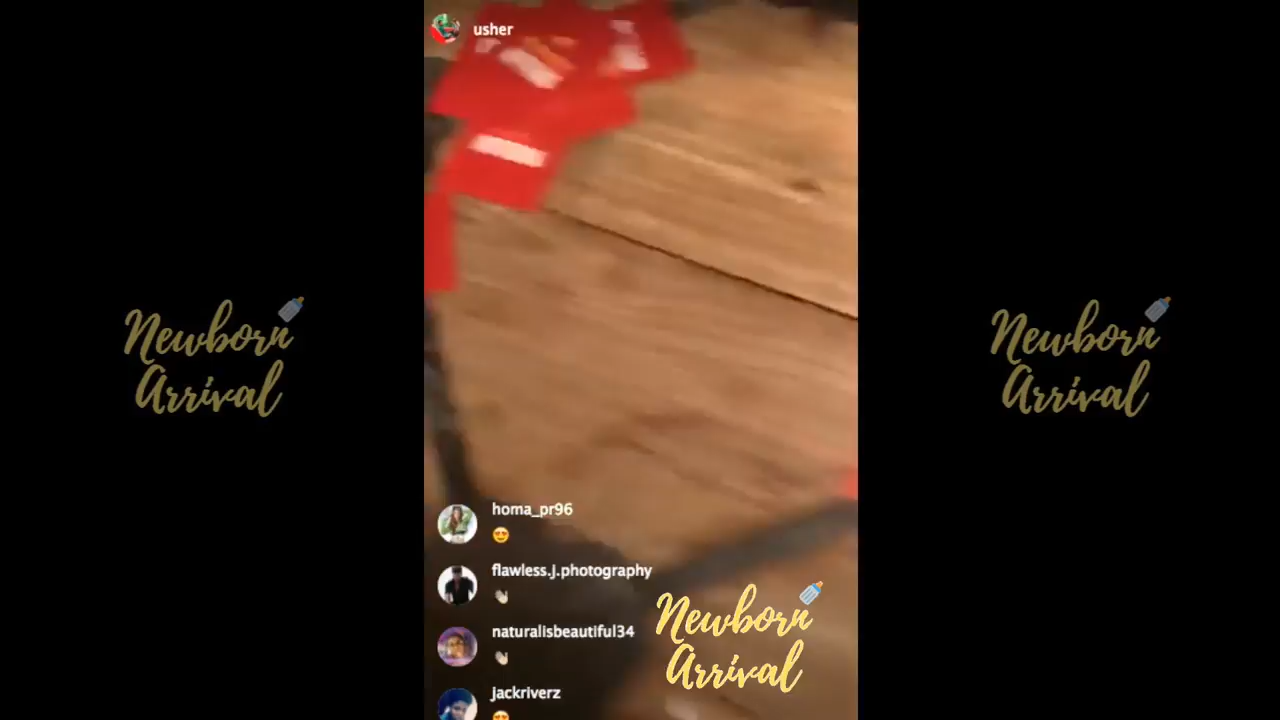 usher
Newborn
Arrival
Newborn
Arrival
homa_pr96
😍
flawless.j.photography
👏🏼
naturalisbeautiful34
👏🏼
jackriverz
😍
Newborn
Arrival